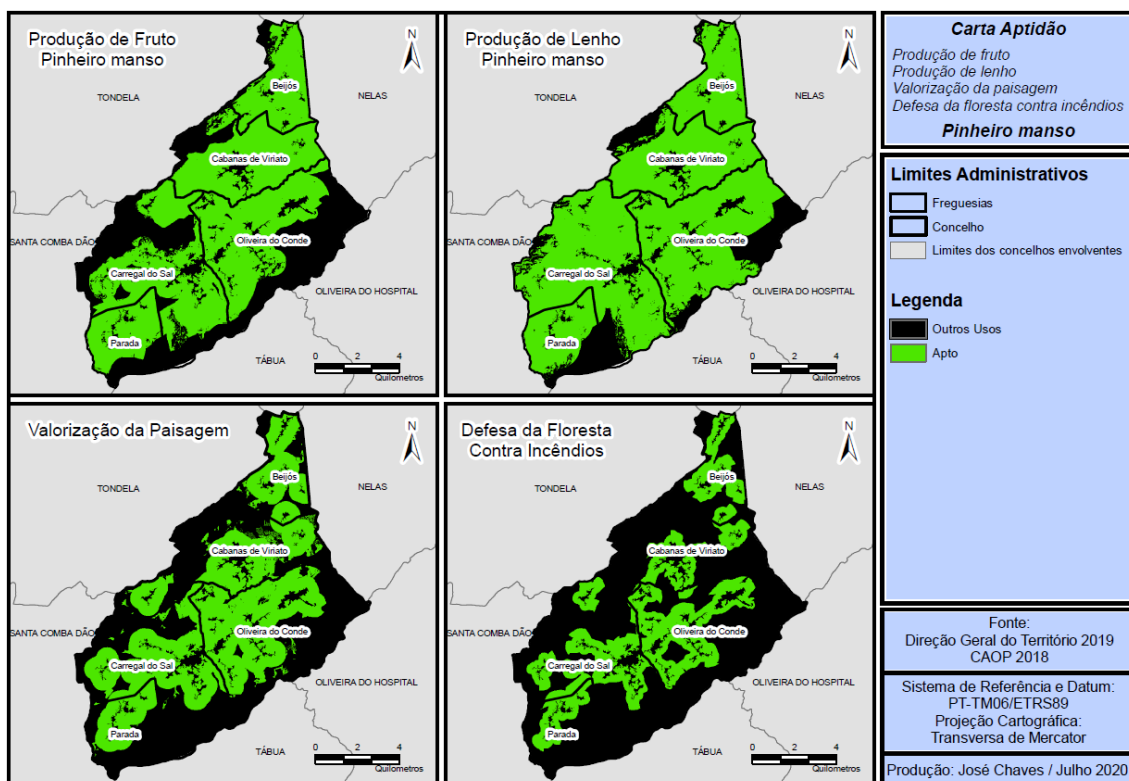 Produção de Fruto
Pinheiro manso
N
TONDELA
NELAS
Beijós
Cabanas de Viriato
SANTA COMBA DÃO
Oliveira do Conde
Carregal do Sal
OLIVEIRA DO HOSPITAL
Parada
TÁBUA
0 2 4
Quilometros
Produção de Lenho
Pinheiro manso
N
TONDELA
NELAS
Beijós
Cabanas de Viriato
SANTA COMBA DÃO
Oliveira do Conde
Carregal do Sal
OLIVEIRA DO HOSPITAL
Parada
TÁBUA
0 2 4
Quilometros
Valorização da Paisagem
N
TONDELA
NELAS
Beijós
Cabanas de Viriato
SANTA COMBA DÃO
Oliveira do Conde
Carregal do Sal
OLIVEIRA DO HOSPITAL
Parada
TÁBUA
0 2 4
Quilometros
Defesa da Floresta
Contra Incêndios
N
TONDELA
NELAS
Beijós
Cabanas de Viriato
SANTA COMBA DÃO
Oliveira do Conde
Carregal do Sal
OLIVEIRA DO HOSPITAL
Parada
TÁBUA
0 2 4
Quilometros
Carta Aptidão
Produção de fruto
Produção de lenho
Valorização da paisagem
Defesa da floresta contra incêndios
Pinheiro manso
Limites Administrativos
Freguesias
Concelho
Limites dos concelhos envolventes
Legenda
Outros Usos
Apto
Fonte:
Direção Geral do Território 2019
CAOP 2018
Sistema de Referência e Datum:
PT-TM06/ETRS89
Projeção Cartográfica:
Transversa de Mercator
Produção: José Chaves / Julho 2020